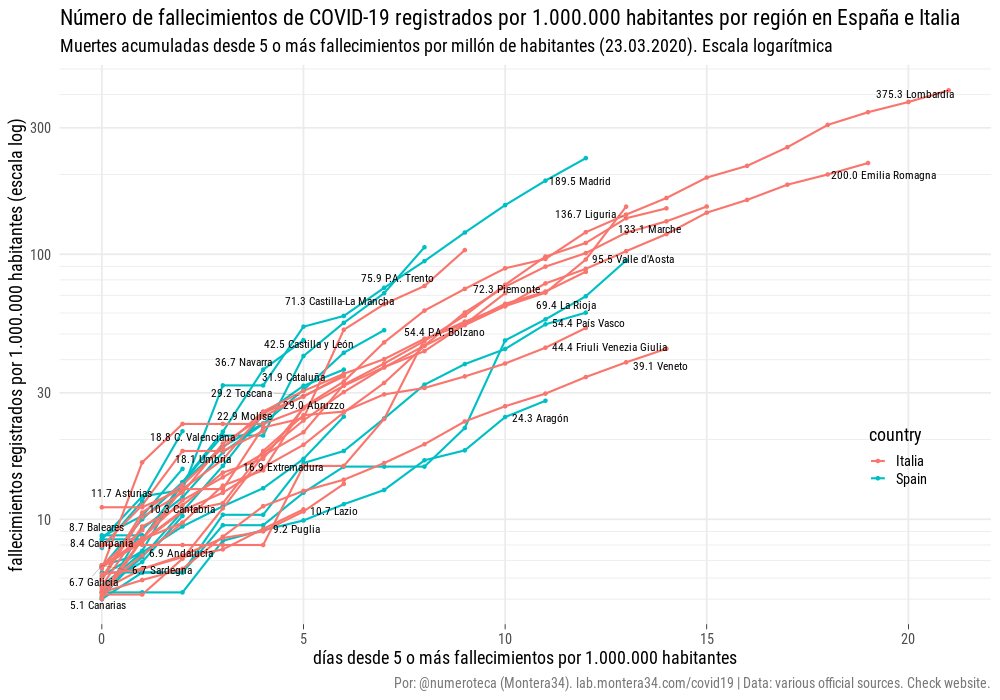 Número de fallecimientos de COVID-19 registrados por 1.000.000 habitantes por región en España e Italia
Muertes acumuladas desde 5 o más fallecimientos por millón de habitantes (23.03.2020). Escala logarítmica
fallecimientos registrados por 1.000.000 habitantes (escala log)
300
100
30
10
375.3 Lombardia
200.0 Emilia Romagna
189.5 Madrid
136.7 Liguria
133.1 Marche
95.5 Valle d'Aosta
75.9 P.A. Trento
72.3 Piemonte
71.3 Castilla-La Mancha
69.4 La Rioja
54.4 País Vasco
54.4 P.A. Bolzano
42.5 Castilla y León
44.4 Friuli Venezia Giulia
36.7 Navarra
39.1 Veneto
31.9 Cataluña
29.2 Toscana
29.0 Abruzzo
22.9 Molise
24.3 Aragón
18.8 C. Valenciana
18.1 Umbria
16.9 Extremadura
11.7 Asturias
10.3 Cantabria
10.7 Lazio
8.7 Baleares
9.2 Puglia
8.4 Campania
6.9 Andalucía
6.7 Sardegna
6.7 Galicia
5.1 Canarias
country
Italia
Spain
0
5
10
15
20
días desde 5 o más fallecimientos por 1.000.000 habitantes
Por: @numeroteca (Montera34). lab.montera34.com/covid19 | Data: various official sources. Check website.